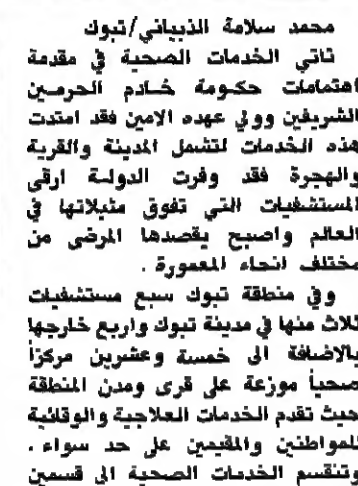 محمد سلامة الذبياني/تبوك
تاتي الخدمات الصحية في مقدمة
اهتمامات حكومة خادم الحرمين
الشريفين وولي عهده الامين فقد امتدت
هذه الخدمات لتشمل المدينة والقرية
والهجرة فقد وفرت الدولة ارقى
المستشفيات التي تفوق مثيلاتها في
العالم واصبح يقصدها المرضى من
مختلف انحاء المعمورة .
وفي منطقة تبوك سبع مستشفيات
ثلاث منها في مدينة تبوك واربع خارجها
بالاضافة الى خمسة وعشرين مركزاً
صحياً موزعة على قرى ومدن المنطقة
حيث تقدم الخدمات العلاجية والوقائية
للمواطنين والمقيمين على حد سواء .
وتنقسم الخدمات الصحية الى قسمين